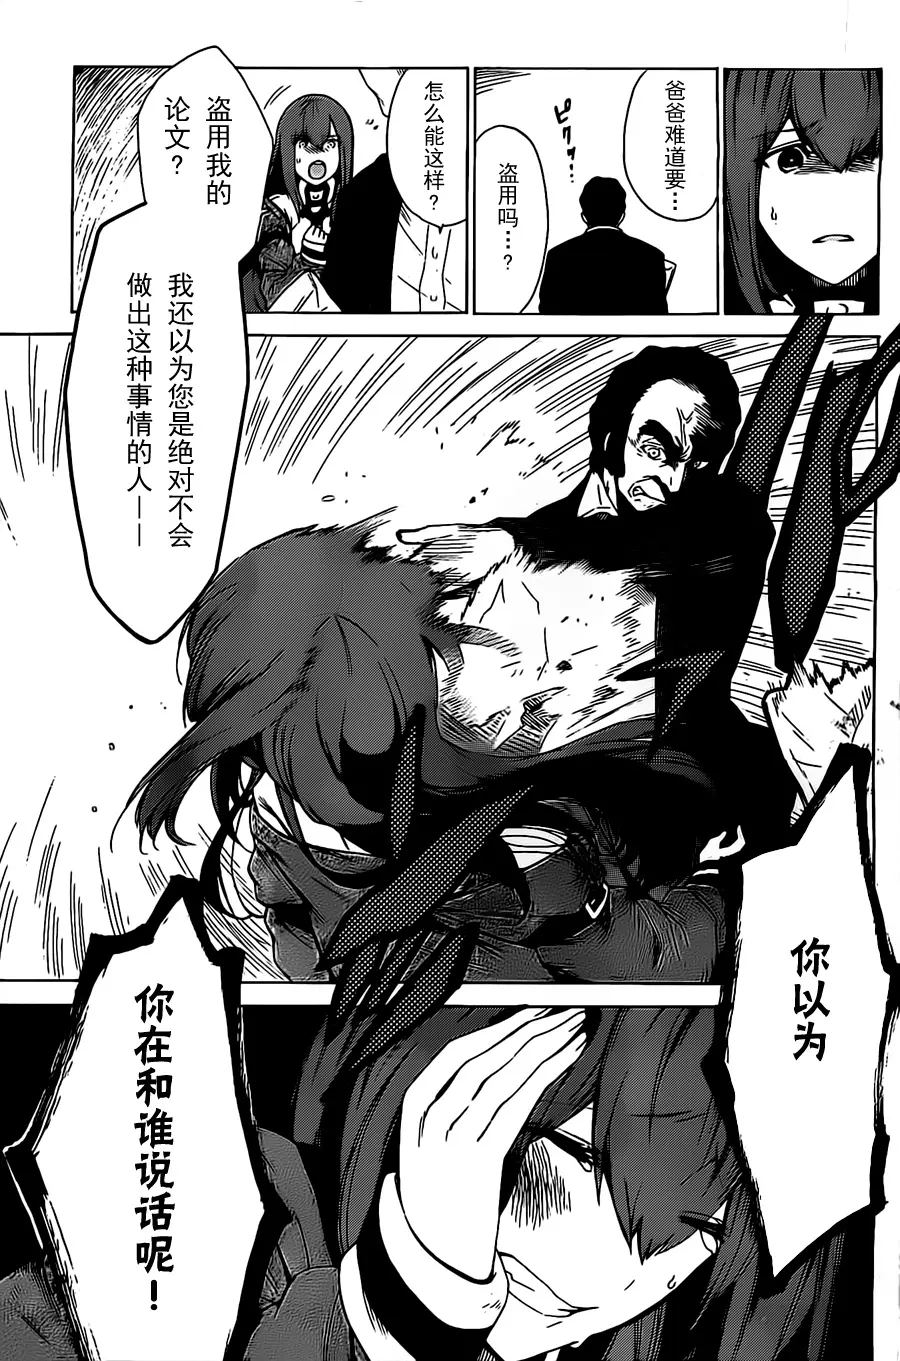 爸爸难道要…
ピク…
盗用吗…?
怎么能这样?
盗用我的
论文?
我还以为您是绝对不会
做出这种事情的人——
你以为
你在和谁说话呢!